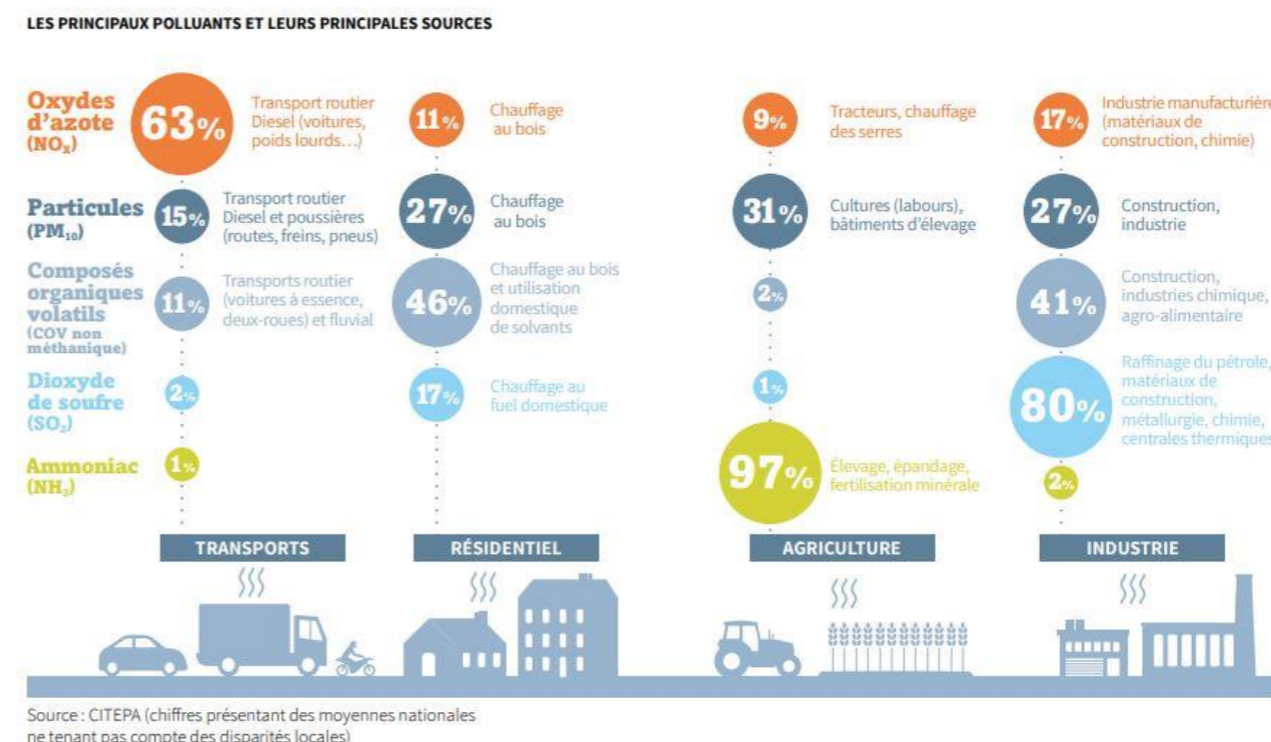 LES PRINCIPAUX POLLUANTS ET LEURS PRINCIPALES SOURCES
Oxydes
d'azote
(NOx)
63%
Transport routier
Diesel (voitures,
poids lourds...)
11%
Chauffage
au bois
9%
Tracteurs, chauffage
des serres
17%
Industrie manufacturière
(matériaux de
construction, chimie)
Particules
(PM₁₀)
15%
Transport routier
Diesel et poussières
(routes, freins, pneus)
27%
Chauffage
au bois
31%
Cultures (labours),
bâtiments d'élevage
27%
Construction,
industrie
Composés
organiques
volatils
(COV non
méthanique)
11%
Transports routier
(voitures à essence,
deux-roues) et fluvial
46%
Chauffage au bois
et utilisation
domestique
de solvants
2%
41%
Construction,
industries chimique,
agro-alimentaire
Dioxyde
de soufre
(SO₂)
2%
17%
Chauffage au
fuel domestique
1%
80%
Raffinage du pétrole,
matériaux de
construction,
métallurgie, chimie,
centrales thermiques
Ammoniac
(NH₃)
1%
97%
Élevage, épandage,
fertilisation minérale
2%
TRANSPORTS
RÉSIDENTIEL
AGRICULTURE
INDUSTRIE
Source : CITEPA (chiffres présentant des moyennes nationales
ne tenant pas compte des disparités locales)